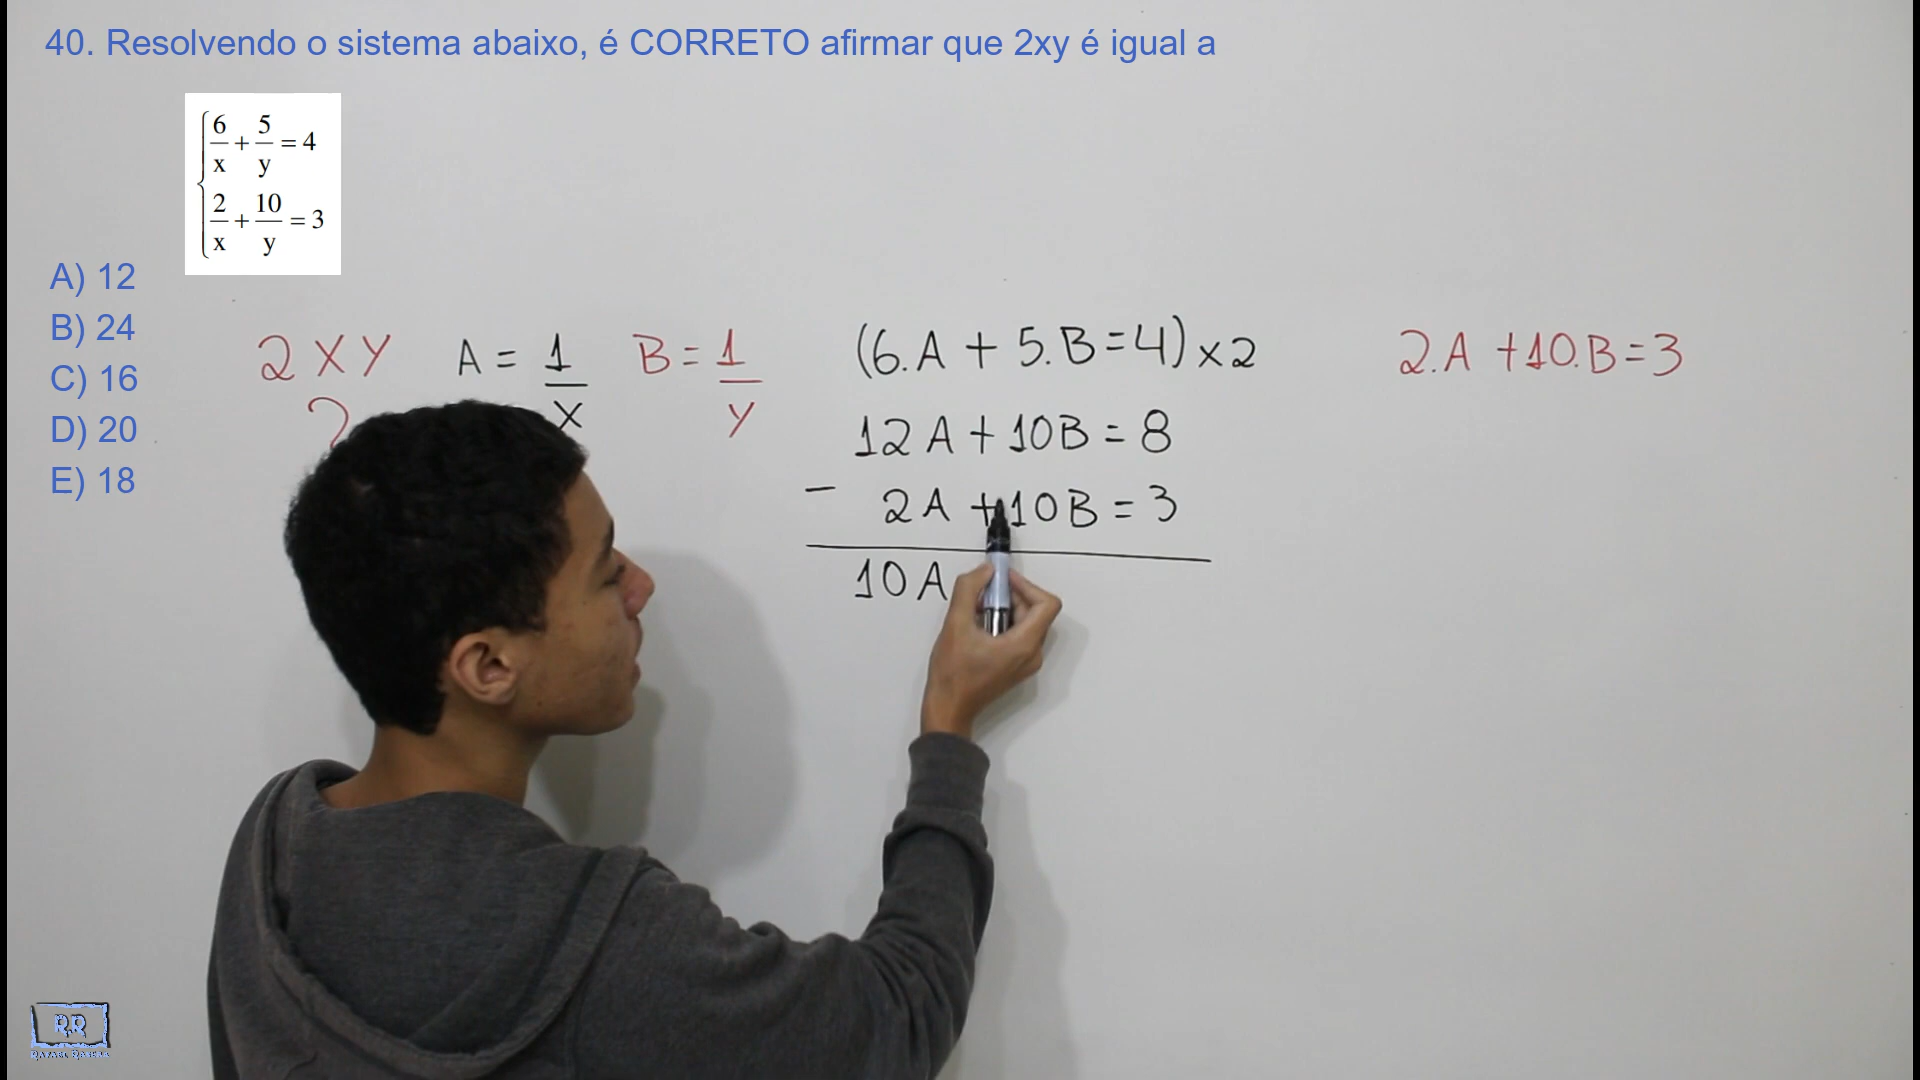 40. Resolvendo o sistema abaixo, é CORRETO afirmar que 2xy é igual a
6/x + 5/y = 4
2/x + 10/y = 3
A) 12
B) 24
C) 16
D) 20
E) 18
2XY
?
A = 1/X
B = 1/Y
(6.A + 5.B=4)x2
12A + 10B = 8
- 2A +10B = 3
10A
2.A +10.B=3
RR